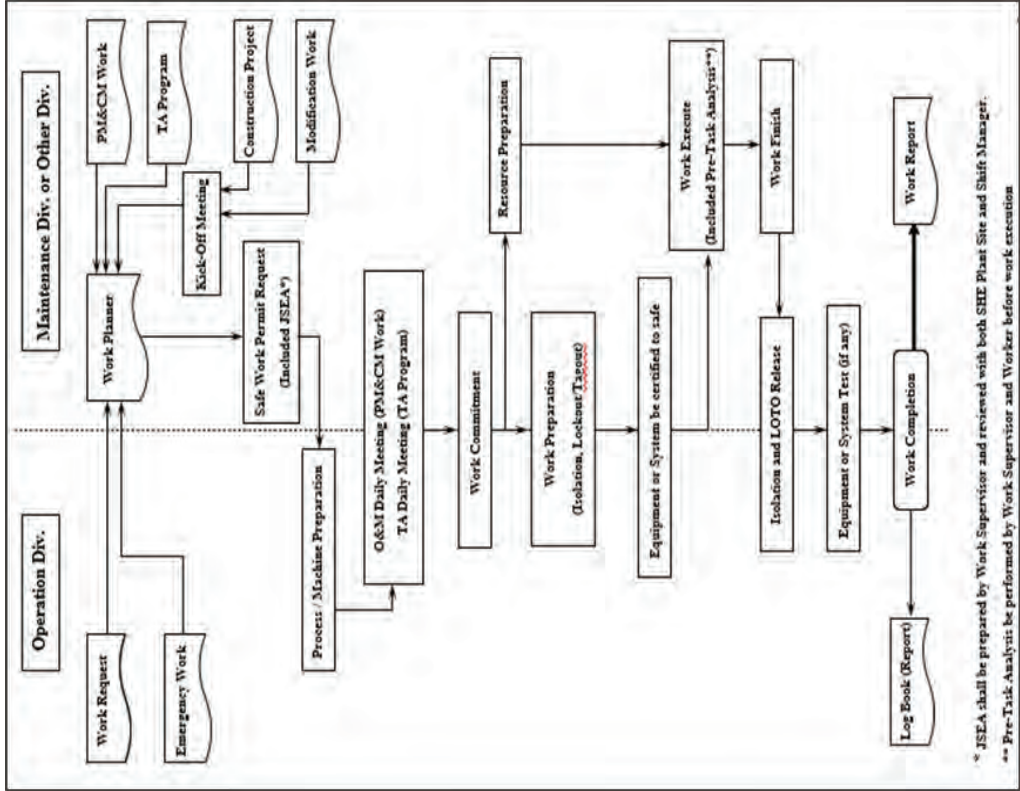 Operation Div.
Maintenance Div. or Other Div.
Work Request
Emergency Work
Work Planner
PM&CM Work
TA Program
Kick-Off Meeting
Construction Project
Modification Work
Safe Work Permit Request
(Included JSEA*)
Process / Machine Preparation
O&M Daily Meeting (PM&CM Work)
TA Daily Meeting (TA Program)
Work Commitment
Resource Preparation
Work Preparation
(Isolation, Lockout Tagout)
Equipment or System be certified to safe
Work Execute
(Included Pre-Task Analysis**)
Work Finish
Isolation and LOTO Release
Equipment or System Test (if any)
Work Completion
Log Book (Report)
Work Report
* JSEA shall be prepared by Work Supervisor and reviewed with both SHE Plant Site and Shift Manager.
** Pre-Task Analysis be performed by Work Supervisor and Worker before work execution